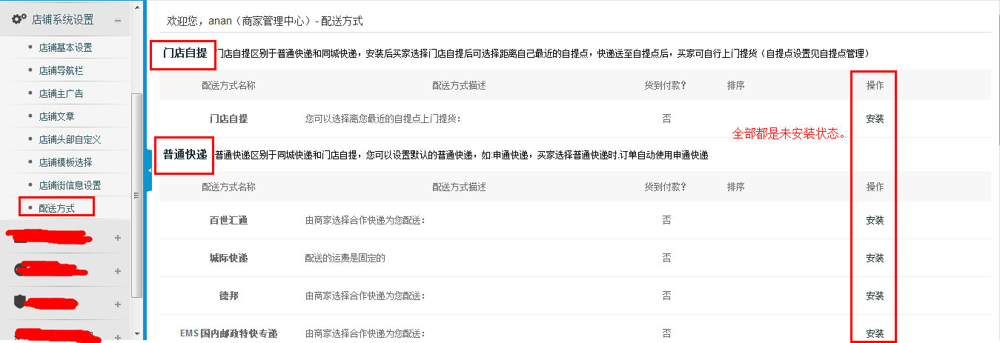 店铺系统设置
店铺基本设置
店铺导航栏
店铺主广告
店铺文章
店铺头部自定义
店铺模板选择
店铺街信息设置
配送方式
欢迎您，anan（商家管理中心）- 配送方式
门店自提 门店自提区别于普通快递和同城快递，安装后买家选择门店自提后可选择距离自己最近的自提点，快递送至自提点后，买家可自行上门提货（自提点设置见自提点管理）
配送方式名称 配送方式描述 货到付款？ 排序 操作
门店自提 您可以选择离您最近的自提点上门提货： 否 安装
全部都是未安装状态。
普通快递 普通快递区别于同城快递和门店自提，您可以设置默认的普通快递，如:申通快递，买家选择普通快递时,订单自动使用申通快递
配送方式名称 配送方式描述 货到付款？ 排序 操作
百世汇通 由商家选择合作快递为您配送： 否 安装
城际快递 配送的运费是固定的 否 安装
德邦 由商家选择合作快递为您配送： 否 安装
EMS 国内邮政特快专递 由商家选择合作快递为您配送： 否 安装